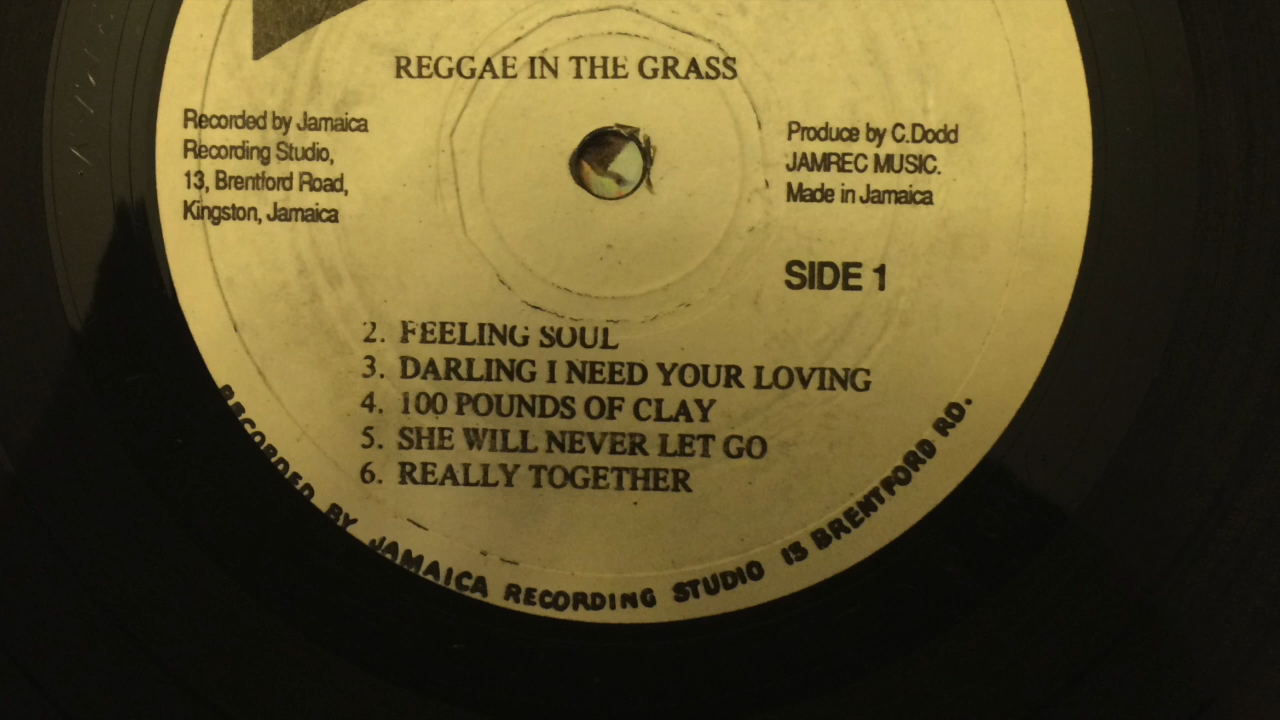 REGGAE IN THE GRASS
Recorded by Jamaica
Recording Studio,
13, Brentford Road,
Kingston, Jamaica
Produce by C.Dodd
JAMREC MUSIC.
Made in Jamaica
SIDE 1
2. FEELING SOUL
3. DARLING I NEED YOUR LOVING
4. 100 POUNDS OF CLAY
5. SHE WILL NEVER LET GO
6. REALLY TOGETHER
RECORDED BY JAMAICA RECORDING STUDIO 13 BRENTFORD RD.